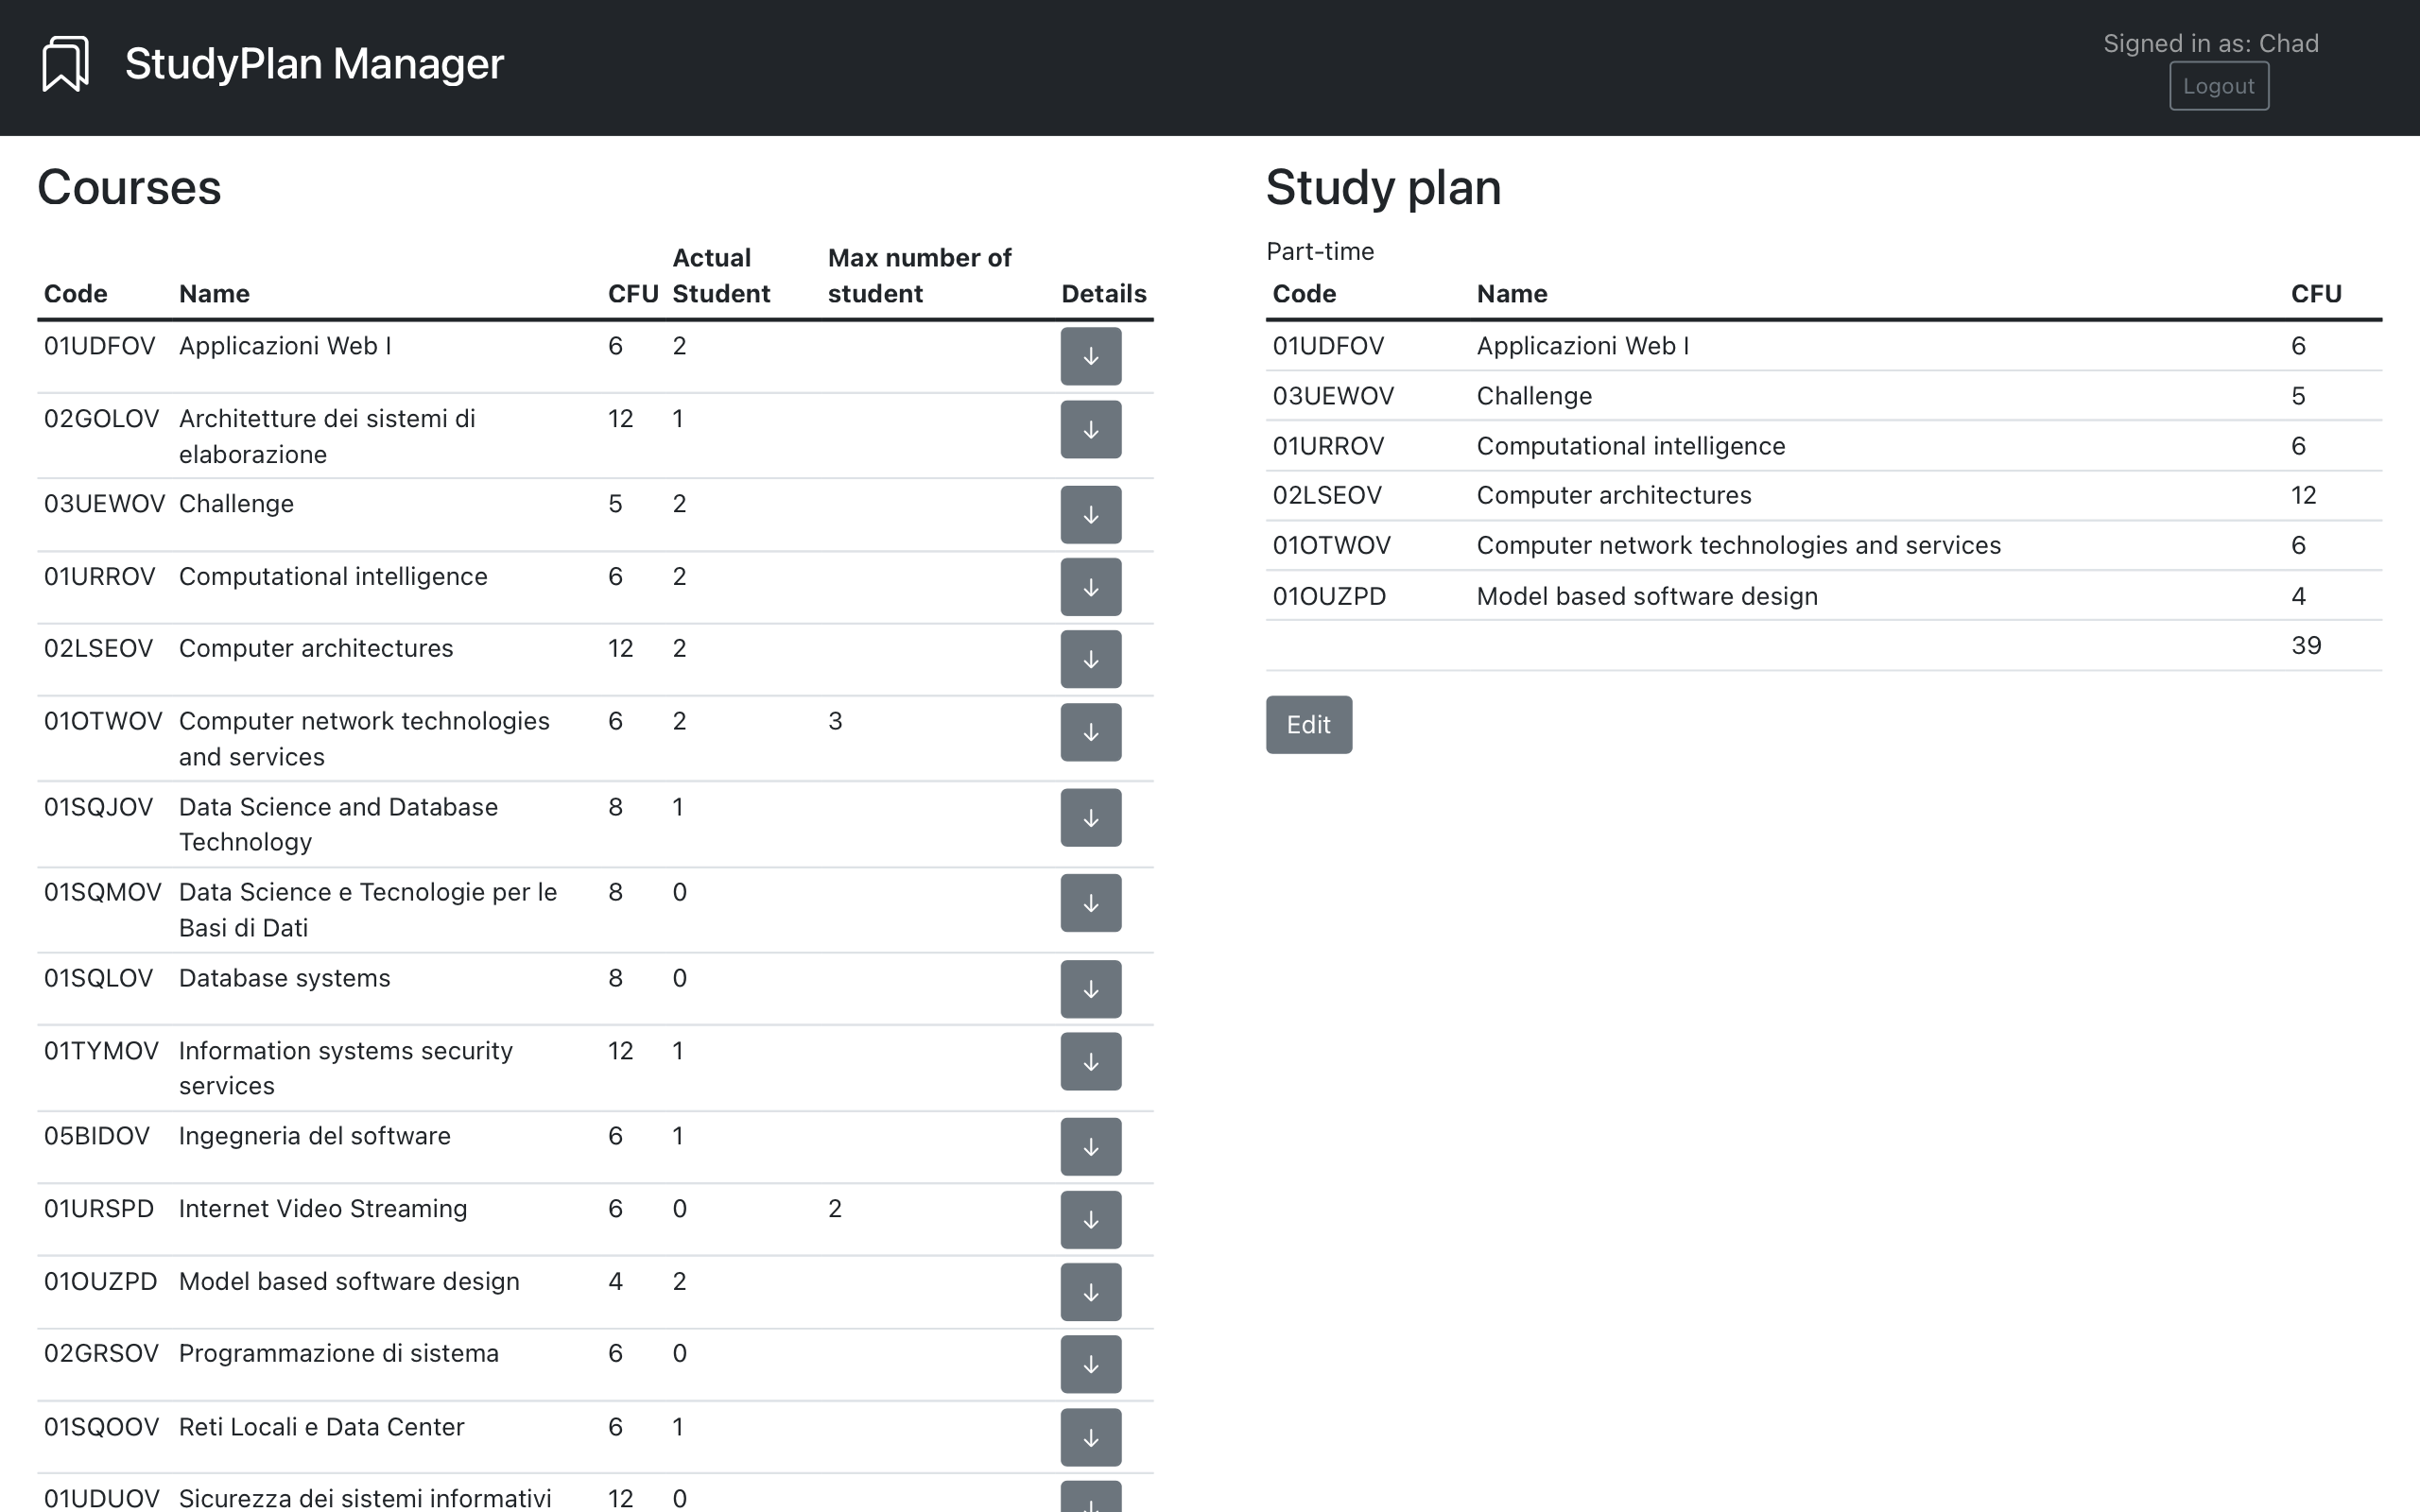 StudyPlan Manager
Signed in as: Chad
Logout
Courses
Code Name CFU Actual Student Max number of student Details
01UDFOV Applicazioni Web I 6 2
02GOLOV Architetture dei sistemi di elaborazione 12 1
03UEWOV Challenge 5 2
01URROV Computational intelligence 6 2
02LSEOV Computer architectures 12 2
01OTWOV Computer network technologies and services 6 2 3
01SQJOV Data Science and Database Technology 8 1
01SQMOV Data Science e Tecnologie per le Basi di Dati 8 0
01SQLOV Database systems 8 0
01TYMOV Information systems security services 12 1
05BIDOV Ingegneria del software 6 1
01URSPD Internet Video Streaming 6 0 2
01OUZPD Model based software design 4 2
02GRSOV Programmazione di sistema 6 0
01SQOOV Reti Locali e Data Center 6 1
01UDUOV Sicurezza dei sistemi informativi 12 0
Study plan
Part-time
Code Name CFU
01UDFOV Applicazioni Web I 6
03UEWOV Challenge 5
01URROV Computational intelligence 6
02LSEOV Computer architectures 12
01OTWOV Computer network technologies and services 6
01OUZPD Model based software design 4
39
Edit